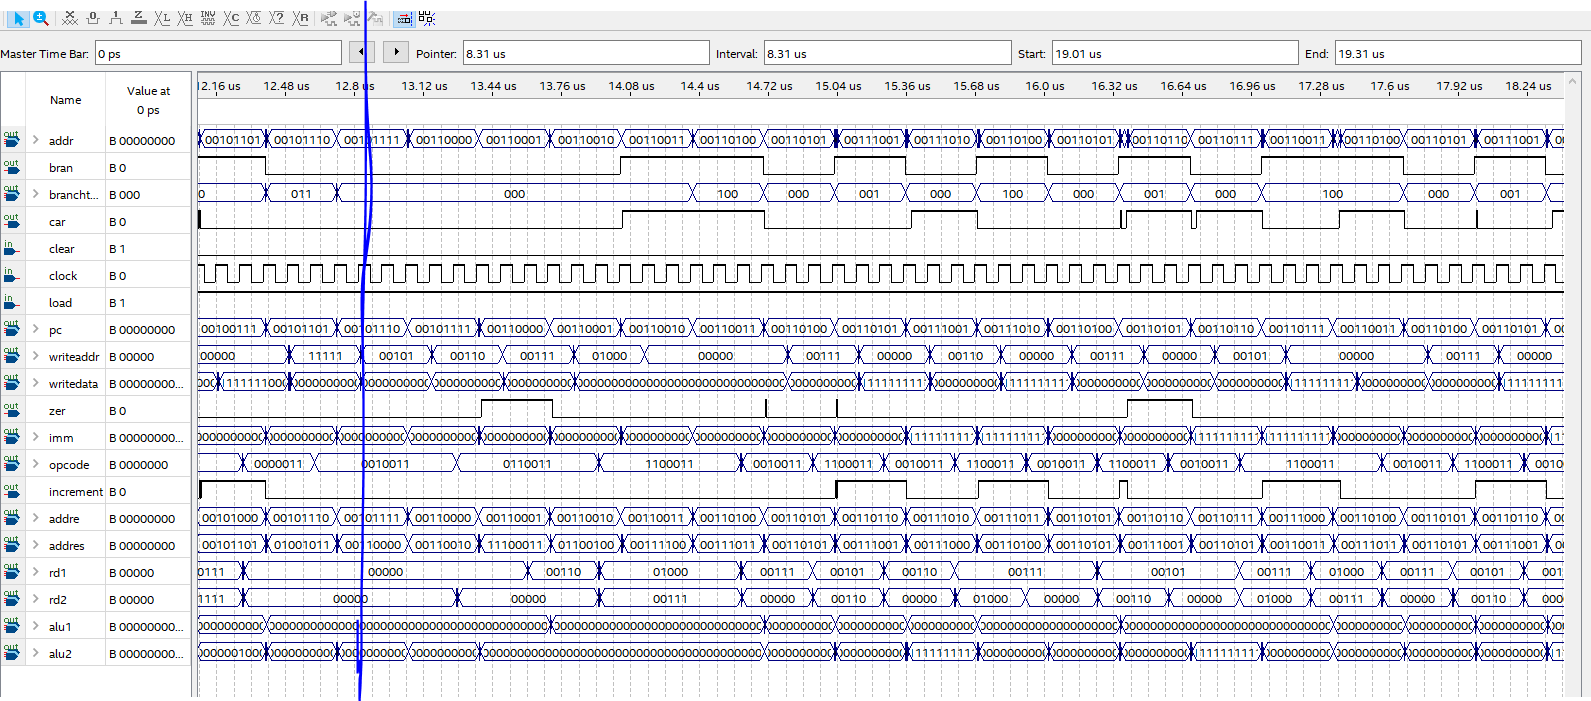 Master Time Bar: 0 ps Pointer: 8.31 us Interval: 8.31 us Start: 19.01 us End: 19.31 us
Name Value at 0 ps 12.16 us 12.48 us 12.8 us 13.12 us 13.44 us 13.76 us 14.08 us 14.4 us 14.72 us 15.04 us 15.36 us 15.68 us 16.0 us 16.32 us 16.64 us 16.96 us 17.28 us 17.6 us 17.92 us 18.24 us
addr B 00000000 00101101 00101110 00101111 00110000 00110001 00110010 00110011 00110100 00110101 00111001 00111010 00110100 00110101 00110110 00110111 00110011 00110100 00110101 00111001
bran B 0
brancht... B 000 0 011 000 100 000 001 000 100 000 001 000 100 000 001
car B 0
clear B 1
clock B 0
load B 1
pc B 00000000 00100111 00101101 00101110 00101111 00110000 00110001 00110010 00110011 00110100 00110101 00111001 00111010 00110100 00110101 00110110 00110111 00110011 00110100 00110101
writeaddr B 00000 00000 11111 00101 00110 00111 01000 00000 00111 00000 00110 00000 00111 00000 00101 00000 00111 00000
writedata B 00000000...
zer B 0
imm B 00000000...
opcode B 0000000 0000011 0010011 0110011 1100011 0010011 1100011 0010011 1100011 0010011 1100011 0010011 1100011 0010011 1100011 0010
increment B 0
addre B 00000000 00101000 00101110 00101111 00110000 00110001 00110010 00110011 00110100 00110101 00110110 00111010 00111011 00110101 00110110 00110111 00111000 00110100 00110101 00110110
addres B 00000000 00101101 01001011 00110000 00110010 11100011 01100100 00111100 00111011 00110101 00111001 00111000 00110100 00110101 00111001 00110101 00110011 00111011 00110101 00111001
rd1 B 00000 0111 00000 00110 01000 00111 00101 00110 00111 00101 00111 01000 00111 00101 001
rd2 B 00000 1111 00000 00000 00111 00000 00110 00000 01000 00000 00110 00000 01000 00111 00000 00110 000
alu1 B 00000000...
alu2 B 00000000...